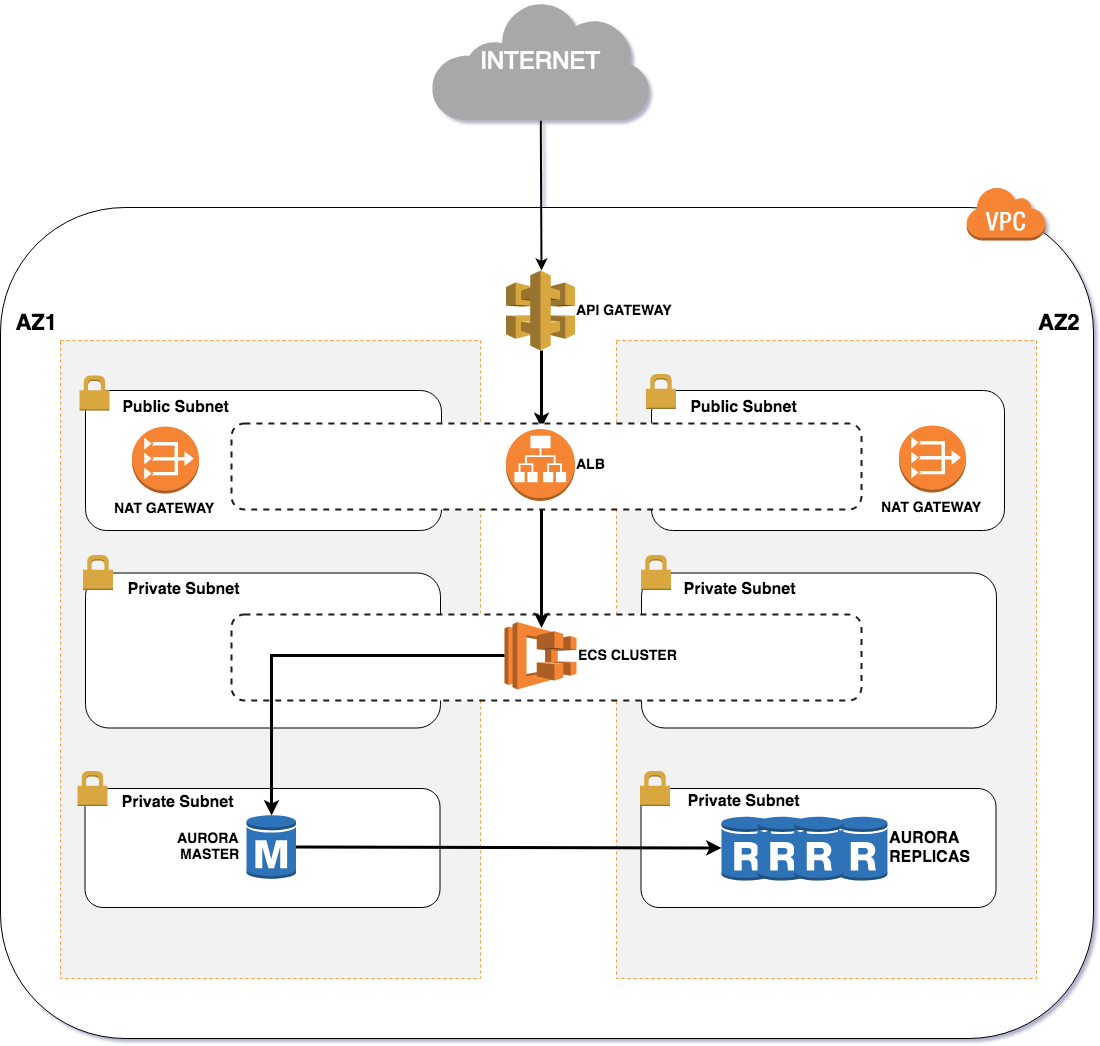 INTERNET
VPC
API GATEWAY
AZ1
AZ2
Public Subnet
Public Subnet
ALB
NAT GATEWAY
NAT GATEWAY
Private Subnet
Private Subnet
ECS CLUSTER
Private Subnet
Private Subnet
AURORA
MASTER
M
R R R R
AURORA
REPLICAS